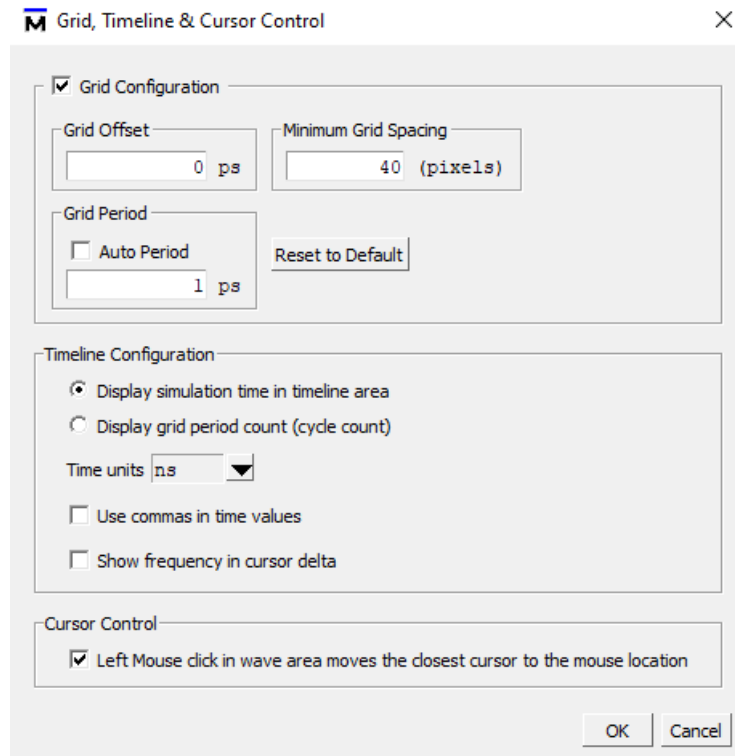 Grid, Timeline & Cursor Control
Grid Configuration
Grid Offset
0 ps
Minimum Grid Spacing
40 (pixels)
Grid Period
Auto Period
1 ps
Reset to Default
Timeline Configuration
Display simulation time in timeline area
Display grid period count (cycle count)
Time units ns
Use commas in time values
Show frequency in cursor delta
Cursor Control
Left Mouse click in wave area moves the closest cursor to the mouse location
OK Cancel